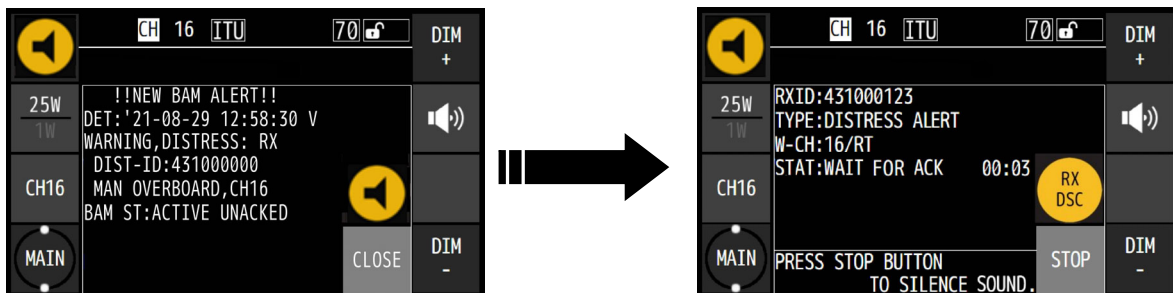 CH 16 ITU 70
DIM
+
25W
1W
CH16
MAIN
!!NEW BAM ALERT!!
DET:'21-08-29 12:58:30 V
WARNING,DISTRESS: RX
DIST-ID:431000000
MAN OVERBOARD,CH16
BAM ST:ACTIVE UNACKED
CLOSE
DIM
-
CH 16 ITU 70
DIM
+
25W
1W
CH16
MAIN
RXID:431000123
TYPE:DISTRESS ALERT
W-CH:16/RT
STAT:WAIT FOR ACK 00:03
RX
DSC
STOP
PRESS STOP BUTTON
TO SILENCE SOUND.
DIM
-